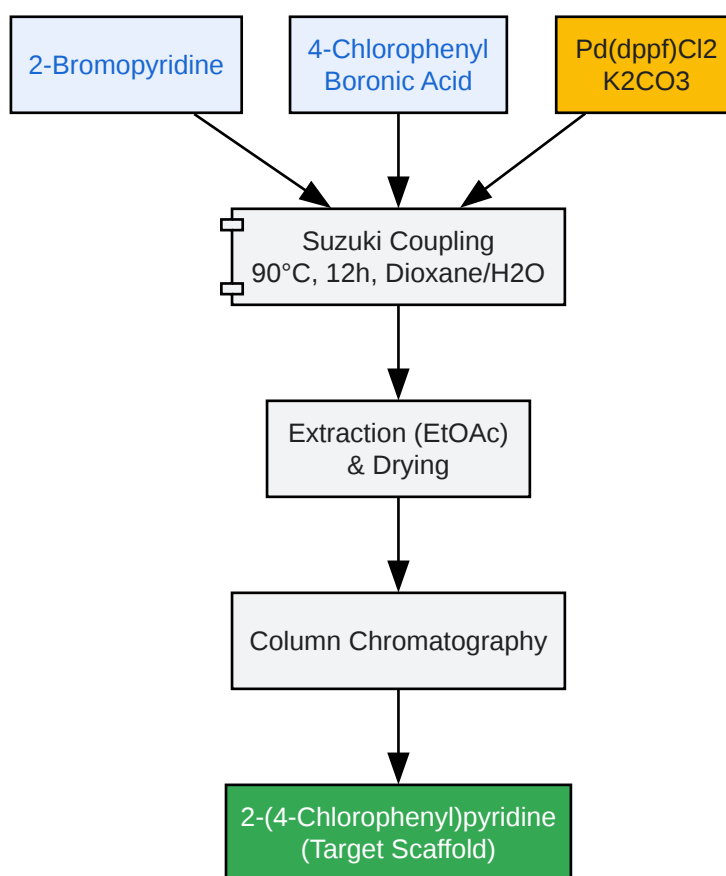 2-Bromopyridine
4-Chlorophenyl
Boronic Acid
Pd(dppf)Cl2
K2CO3
Suzuki Coupling
90°C, 12h, Dioxane/H2O
Extraction (EtOAc)
& Drying
Column Chromatography
2-(4-Chlorophenyl)pyridine
(Target Scaffold)